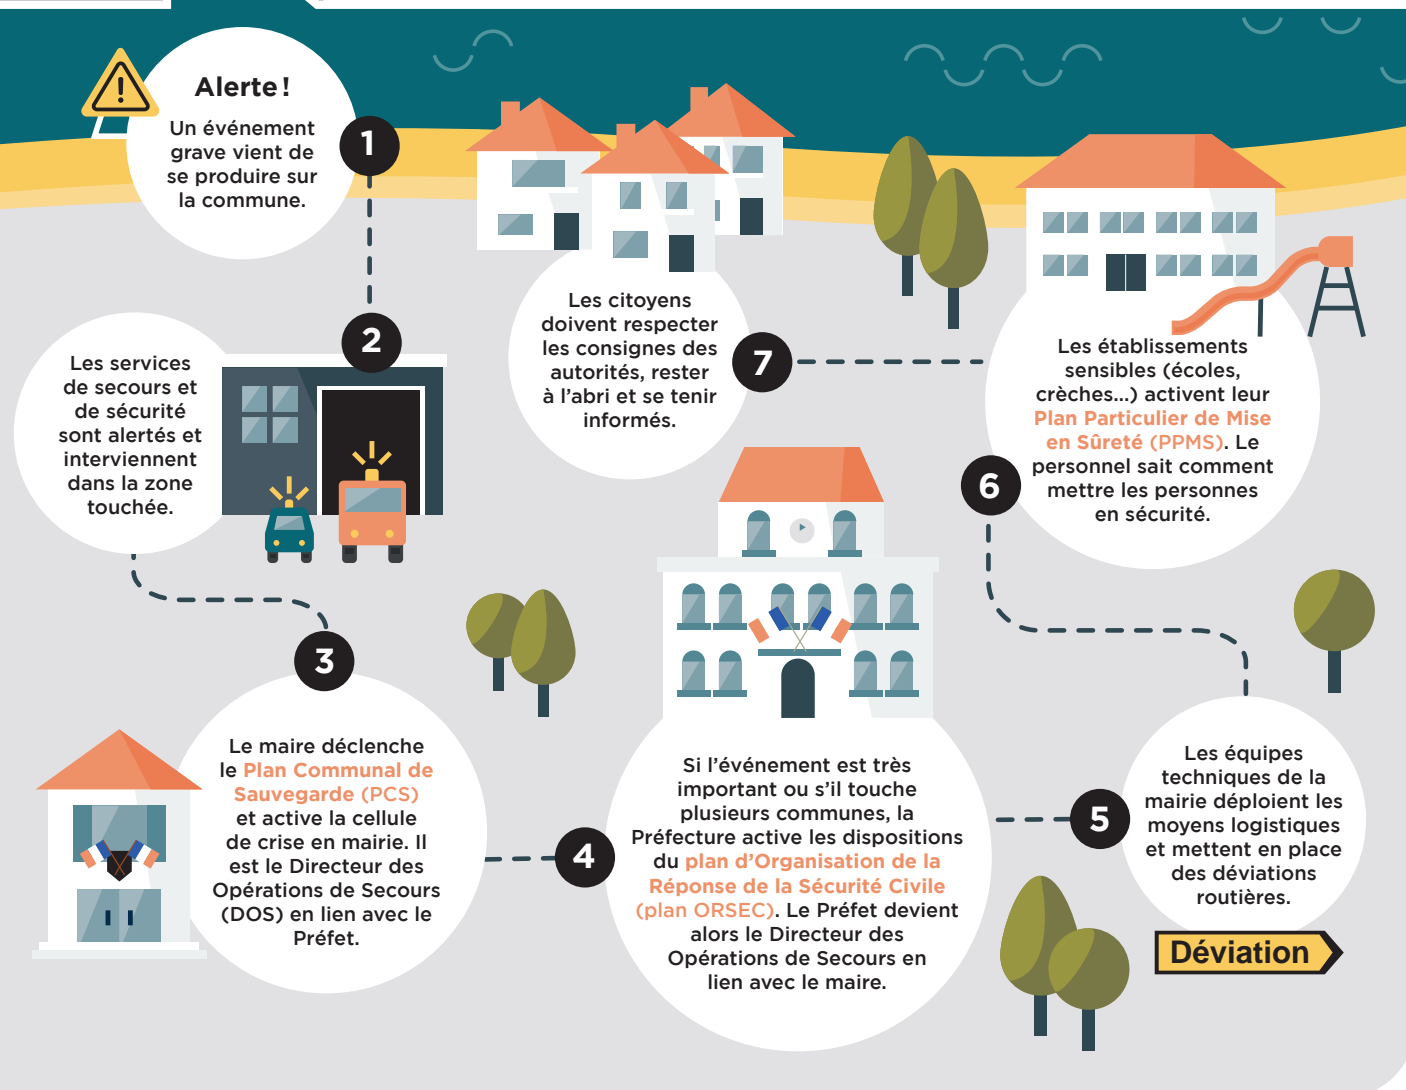 Alerte !
Un événement
grave vient de
se produire sur
la commune.
1
2
Les services
de secours et
de sécurité
sont alertés et
interviennent
dans la zone
touchée.
3
Le maire déclenche
le Plan Communal de
Sauvegarde (PCS)
et active la cellule
de crise en mairie. Il
est le Directeur des
Opérations de Secours
(DOS) en lien avec le
Préfet.
4
Si l’événement est très
important ou s’il touche
plusieurs communes, la
Préfecture active les dispositions
du plan d’Organisation de la
Réponse de la Sécurité Civile
(plan ORSEC). Le Préfet devient
alors le Directeur des
Opérations de Secours en
lien avec le maire.
5
Les équipes
techniques de la
mairie déploient les
moyens logistiques
et mettent en place
des déviations
routières.
Déviation
6
Les établissements
sensibles (écoles,
crèches...) activent leur
Plan Particulier de Mise
en Sûreté (PPMS). Le
personnel sait comment
mettre les personnes
en sécurité.
7
Les citoyens
doivent respecter
les consignes des
autorités, rester
à l’abri et se tenir
informés.